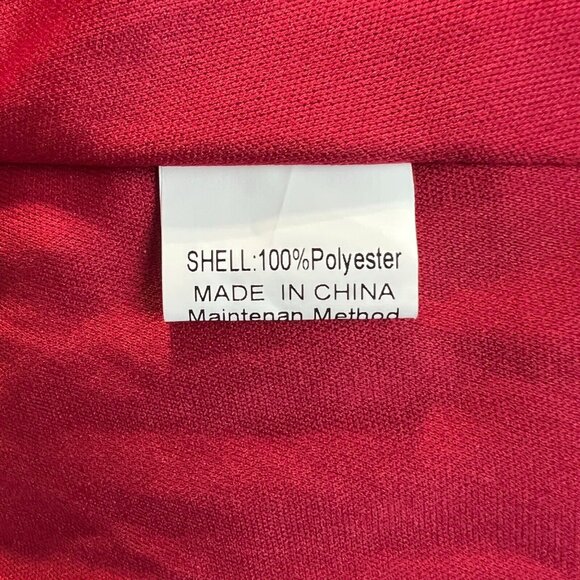 SHELL:100%Polyester
MADE IN CHINA
Maintenan Method